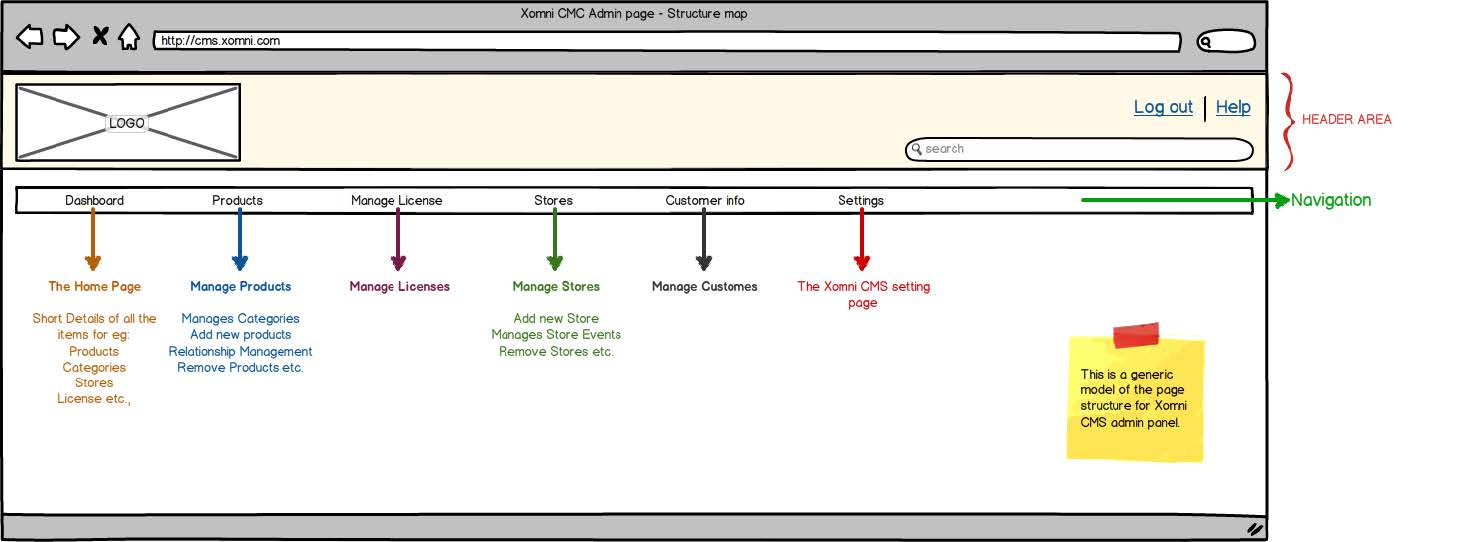 Xomni CMC Admin page - Structure map
http://cms.xomni.com
LOGO
Log out | Help
search
HEADER AREA
Dashboard Products Manage License Stores Customer info Settings
Navigation
The Home Page
Short Details of all the
items for eg:
Products
Categories
Stores
License etc.,
Manage Products
Manages Categories
Add new products
Relationship Management
Remove Products etc.
Manage Licenses
Manage Stores
Add new Store
Manages Store Events
Remove Stores etc.
Manage Customes
The Xomni CMS setting
page
This is a generic
model of the page
structure for Xomni
CMS admin panel.